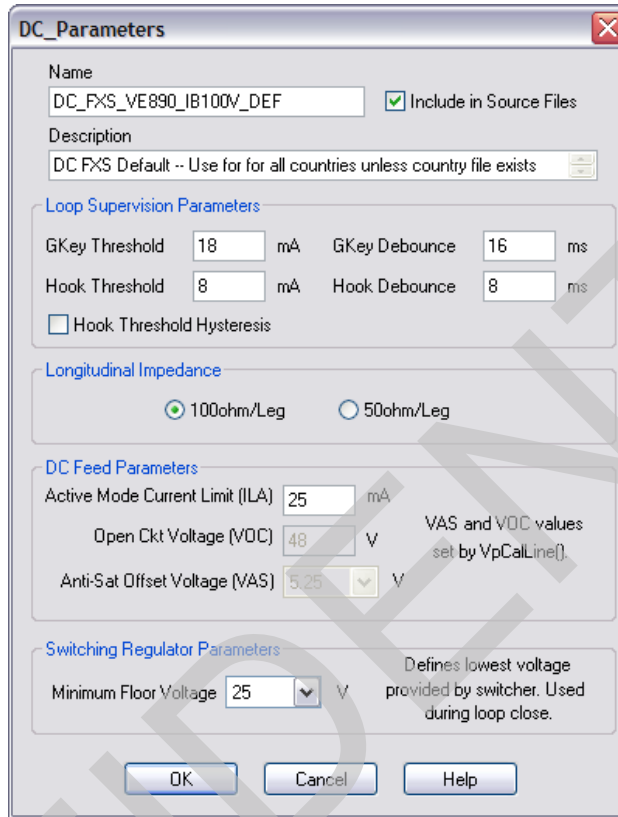 DC_Parameters
Name
DC_FXS_VE890_IB100V_DEF
Include in Source Files
Description
DC FXS Default -- Use for for all countries unless country file exists
Loop Supervision Parameters
GKey Threshold 18 mA GKey Debounce 16 ms
Hook Threshold 8 mA Hook Debounce 8 ms
Hook Threshold Hysteresis
Longitudinal Impedance
100ohm/Leg 50ohm/Leg
DC Feed Parameters
Active Mode Current Limit (ILA) 25 mA
Open Ckt Voltage (VOC) 48 V
Anti-Sat Offset Voltage (VAS) 5.25 V
VAS and VOC values
set by VpCalLine().
Switching Regulator Parameters
Minimum Floor Voltage 25 V
Defines lowest voltage
provided by switcher. Used
during loop close.
OK Cancel Help